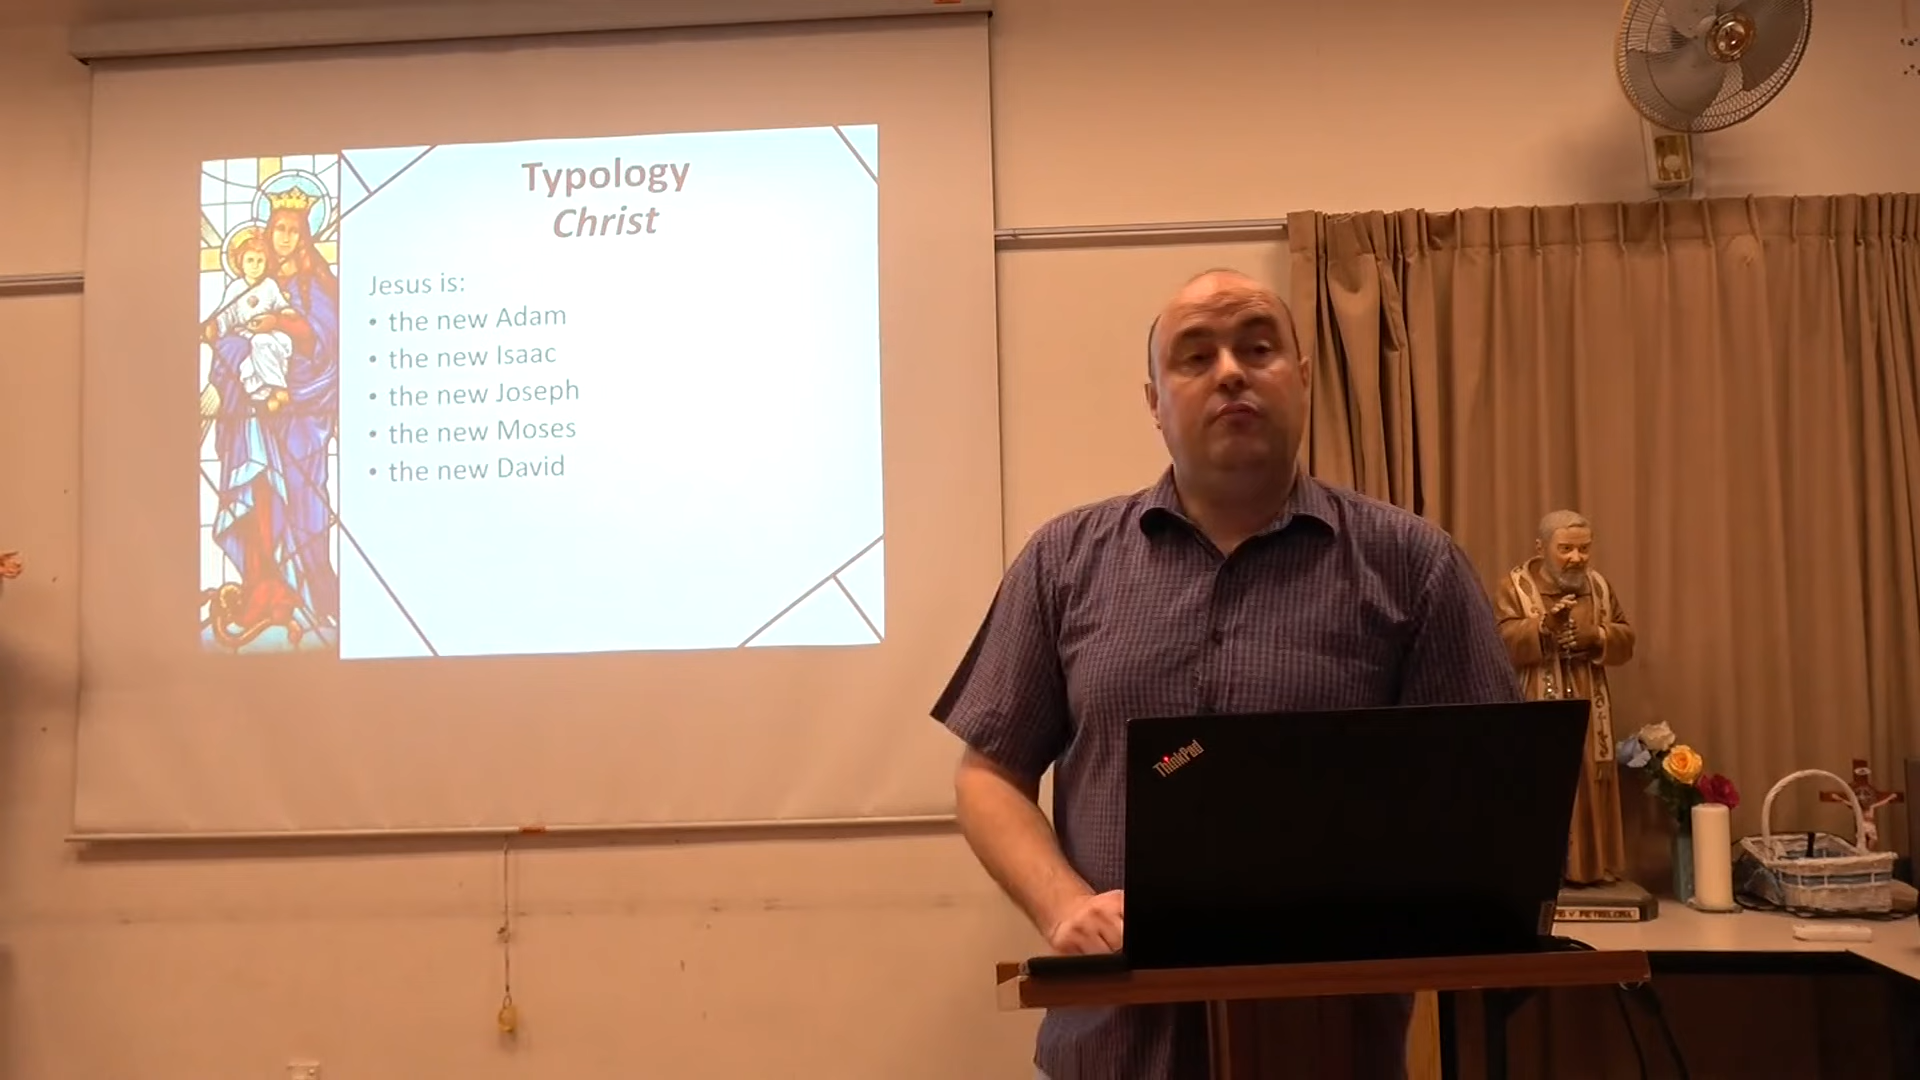 Typology
Christ
Jesus is:
• the new Adam
• the new Isaac
• the new Joseph
• the new Moses
• the new David
ThinkPad